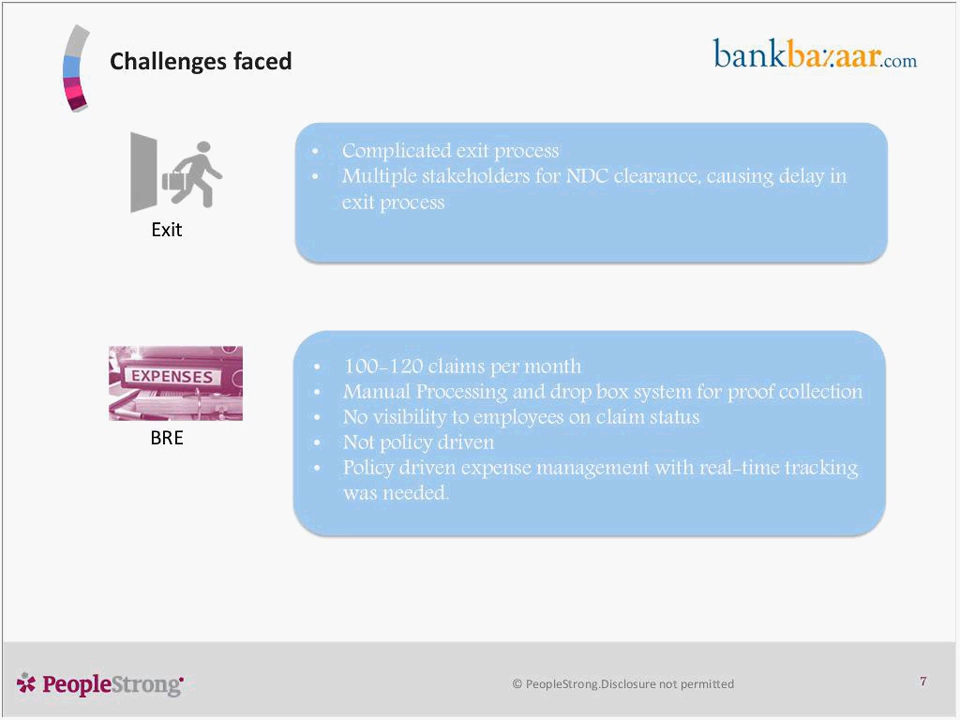 Challenges faced
bankbazaar.com
• Complicated exit process
• Multiple stakeholders for NDC clearance, causing delay in
exit process
Exit
• 100-120 claims per month
• Manual Processing and drop box system for proof collection
• No visibility to employees on claim status
• Not policy driven
• Policy driven expense management with real-time tracking
was needed.
EXPENSES
BRE
PeopleStrong
© PeopleStrong.Disclosure not permitted
7